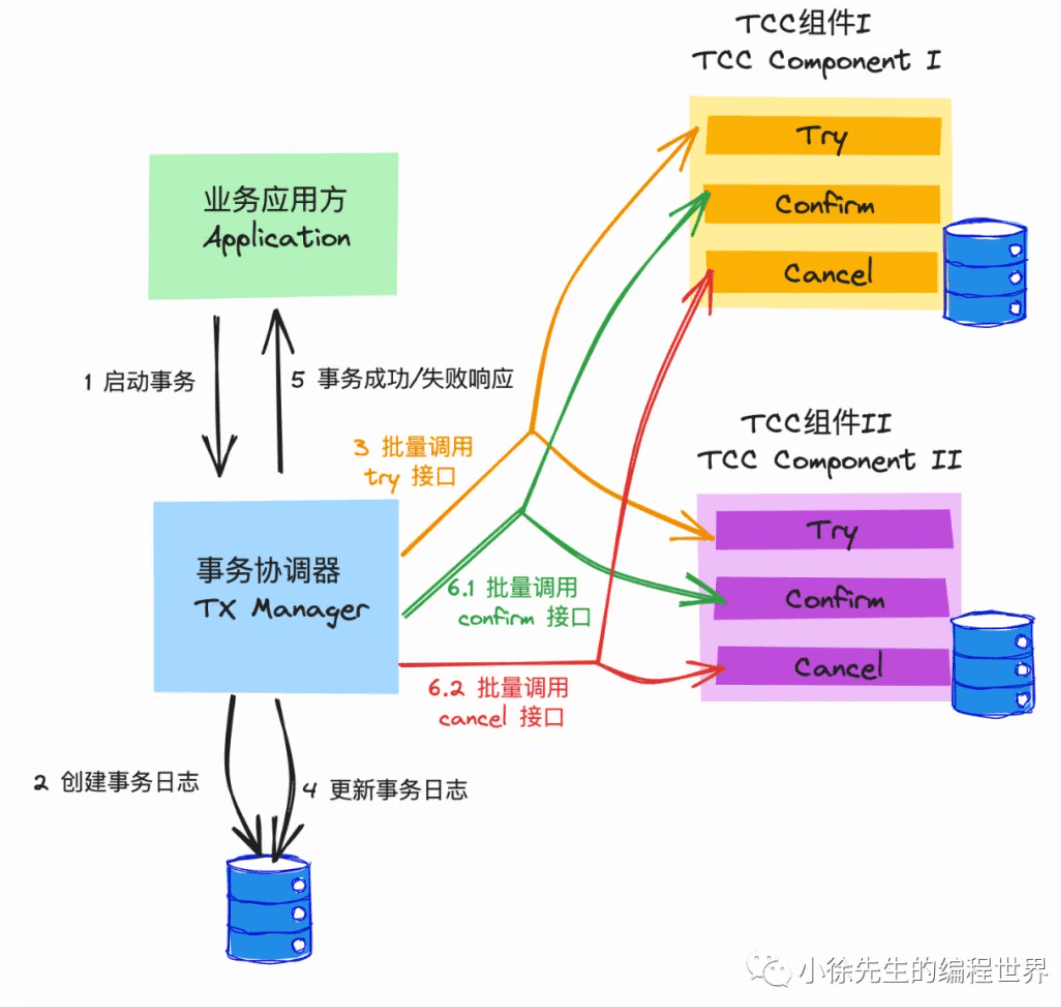 TCC组件I
TCC Component I
Try
Confirm
Cancel
业务应用方
Application
1 启动事务
5 事务成功/失败响应
3 批量调用
try 接口
TCC组件II
TCC Component II
Try
Confirm
Cancel
事务协调器
TX Manager
6.1 批量调用
confirm 接口
6.2 批量调用
cancel 接口
2 创建事务日志
4 更新事务日志
小徐先生的编程世界